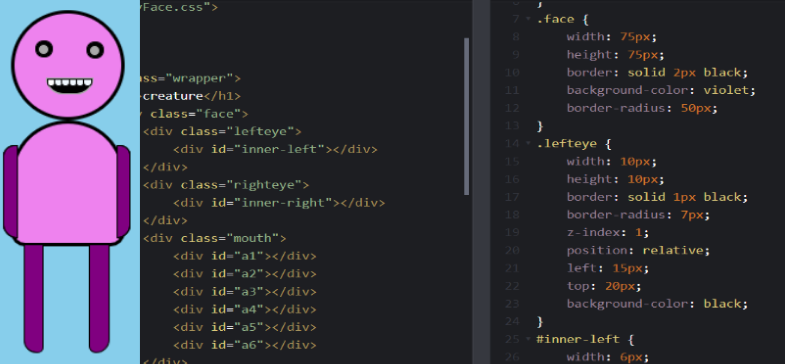 yFace.css">
ass="wrapper">
-creature</h1>
class="face">
<div class="lefteye">
<div id="inner-left"></div>
</div>
<div class="righteye">
<div id="inner-right"></div>
</div>
<div class="mouth">
<div id="a1"></div>
<div id="a2"></div>
<div id="a3"></div>
<div id="a4"></div>
<div id="a5"></div>
<div id="a6"></div>
</div>
6 }
7 .face {
8 width: 75px;
9 height: 75px;
10 border: solid 2px black;
11 background-color: violet;
12 border-radius: 50px;
13 }
14 .lefteye {
15 width: 10px;
16 height: 10px;
17 border: solid 1px black;
18 border-radius: 7px;
19 z-index: 1;
20 position: relative;
21 left: 15px;
22 top: 20px;
23 background-color: black;
24 }
25 #inner-left {
26 width: 6px;